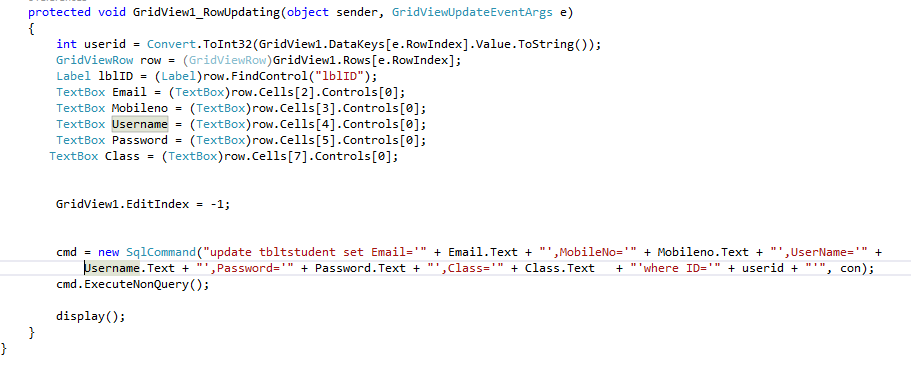 protected void GridView1_RowUpdating(object sender, GridViewUpdateEventArgs e)
{
int userid = Convert.ToInt32(GridView1.DataKeys[e.RowIndex].Value.ToString());
GridViewRow row = (GridViewRow)GridView1.Rows[e.RowIndex];
Label lblID = (Label)row.FindControl("lblID");
TextBox Email = (TextBox)row.Cells[2].Controls[0];
TextBox Mobileno = (TextBox)row.Cells[3].Controls[0];
TextBox Username = (TextBox)row.Cells[4].Controls[0];
TextBox Password = (TextBox)row.Cells[5].Controls[0];
TextBox Class = (TextBox)row.Cells[7].Controls[0];
GridView1.EditIndex = -1;
cmd = new SqlCommand("update tbltstudent set Email='" + Email.Text + "',MobileNo='" + Mobileno.Text + "',UserName='" +
Username.Text + "',Password='" + Password.Text + "',Class='" + Class.Text   + "'where ID='" + userid + "'", con);
cmd.ExecuteNonQuery();
display();
}
}